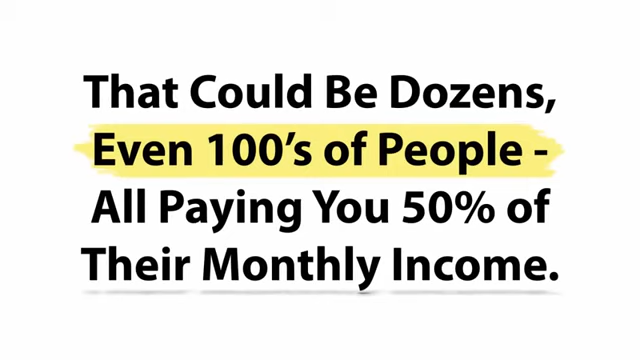 That Could Be Dozens,
Even 100's of People -
All Paying You 50% of
Their Monthly Income.